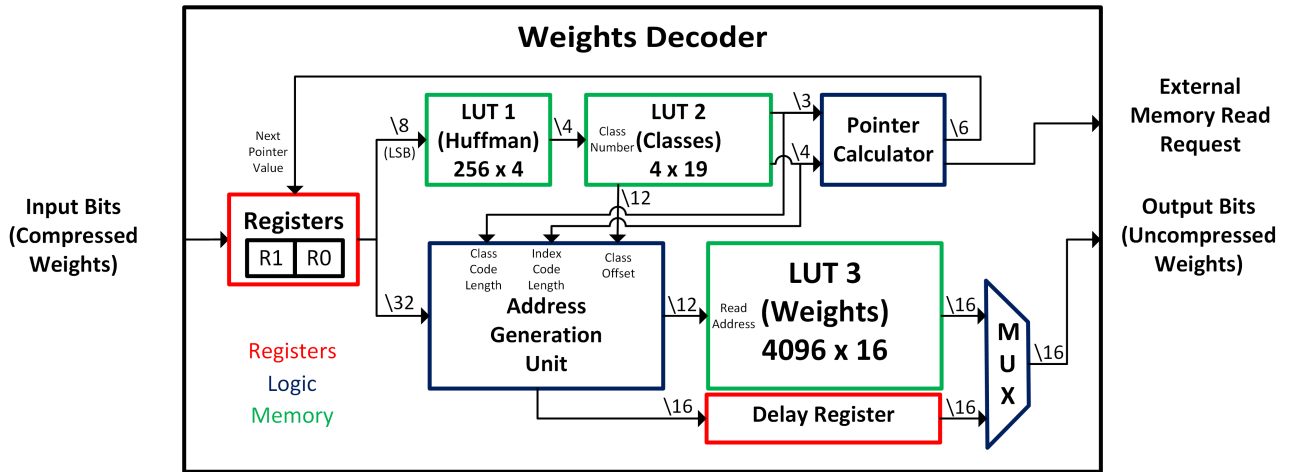 Weights Decoder
\8
(LSB)
LUT 1
(Huffman)
256 x 4
\4
LUT 2
(Classes)
4 x 19
Class
Number
\3
\4
Pointer
Calculator
\6
External
Memory Read
Request
Next
Pointer
Value
\12
Input Bits
(Compressed
Weights)
Registers
R1 R0
\32
Class
Code
Length
Index
Code
Length
Class
Offset
Address
Generation
Unit
\12
Read
Address
LUT 3
(Weights)
4096 x 16
\16
Output Bits
(Uncompressed
Weights)
M
U
X
\16
Registers
Logic
Memory
\16
Delay Register
\16